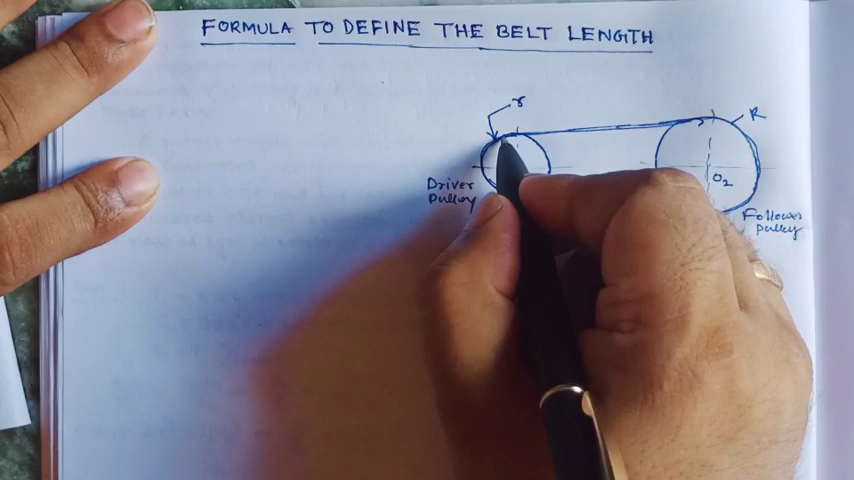 FORMULA TO DEFINE THE BELT LENGTH
r
R
O₂
Driver
Pulley
Follower
Pulley